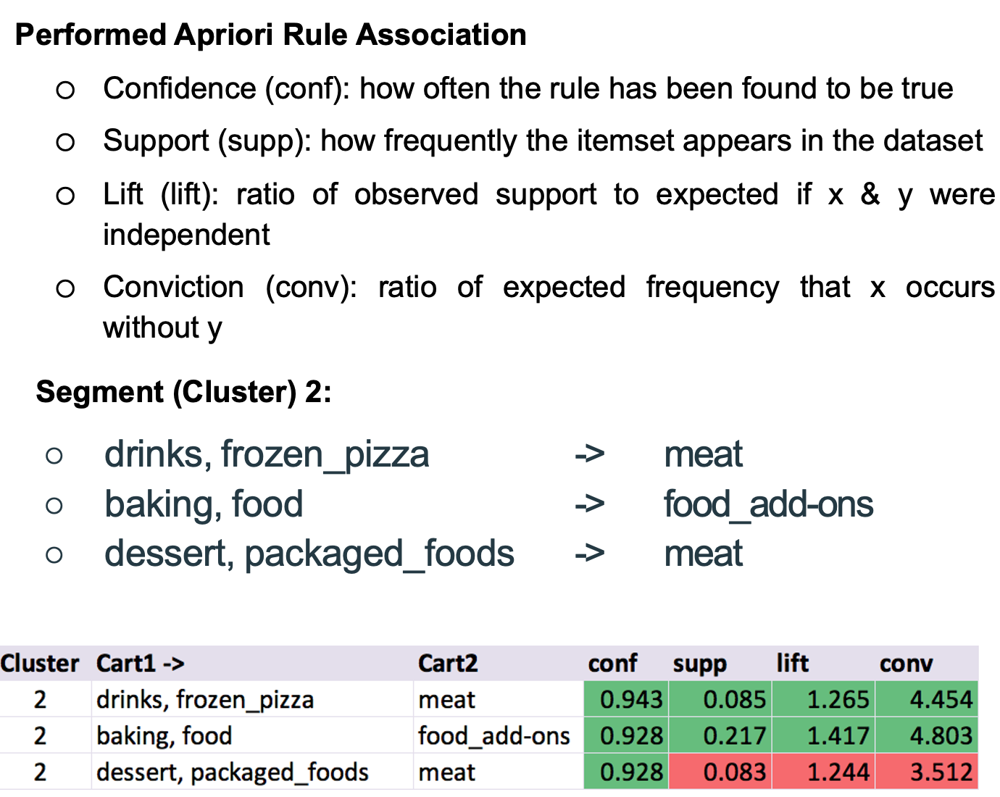 Performed Apriori Rule Association
○ Confidence (conf): how often the rule has been found to be true
○ Support (supp): how frequently the itemset appears in the dataset
○ Lift (lift): ratio of observed support to expected if x & y were
independent
○ Conviction (conv): ratio of expected frequency that x occurs
without y
Segment (Cluster) 2:
○ drinks, frozen_pizza -> meat
○ baking, food -> food_add-ons
○ dessert, packaged_foods -> meat
Cluster Cart1 -> Cart2 conf supp lift conv
2 drinks, frozen_pizza meat 0.943 0.085 1.265 4.454
2 baking, food food_add-ons 0.928 0.217 1.417 4.803
2 dessert, packaged_foods meat 0.928 0.083 1.244 3.512